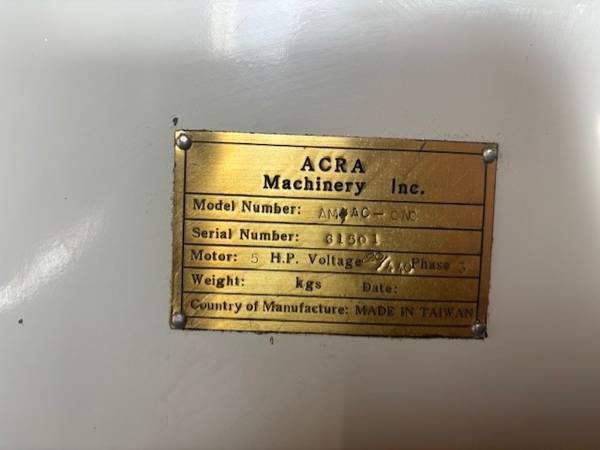 ACRA
Machinery Inc.
Model Number:
Serial Number: 61501
Motor: 5 H.P. Voltage Phase 3
Weight: kgs Date:
Country of Manufacture: MADE IN TAIWAN